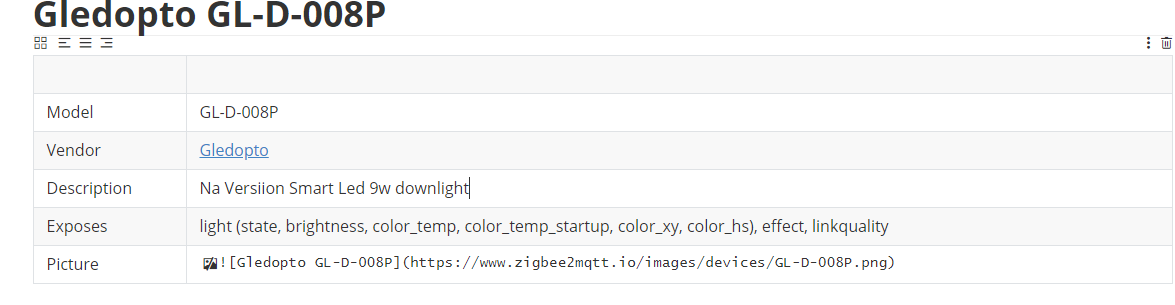 Gledopto GL-D-008P
Model GL-D-008P
Vendor Gledopto
Description Na Versiion Smart Led 9w downlight
Exposes light (state, brightness, color_temp, color_temp_startup, color_xy, color_hs), effect, linkquality
Picture ![Gledopto GL-D-008P](https://www.zigbee2mqtt.io/images/devices/GL-D-008P.png)